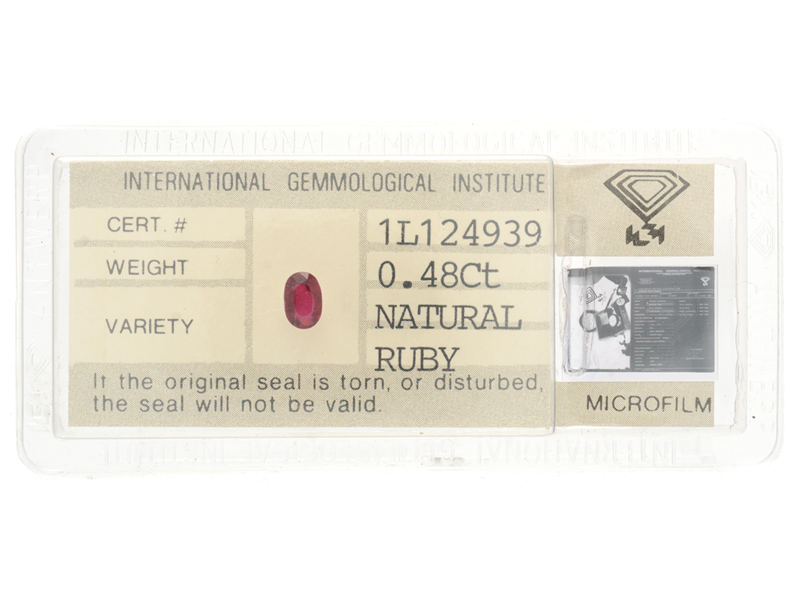 INTERNATIONAL GEMMOLOGICAL INSTITUTE
INTERNATIONAL GEMMOLOGICAL INSTITUTE
CERT. # 1L124939
WEIGHT 0.48Ct
VARIETY NATURAL
RUBY
It the original seal is torn, or disturbed,
the seal will not be valid.
MICROFILM